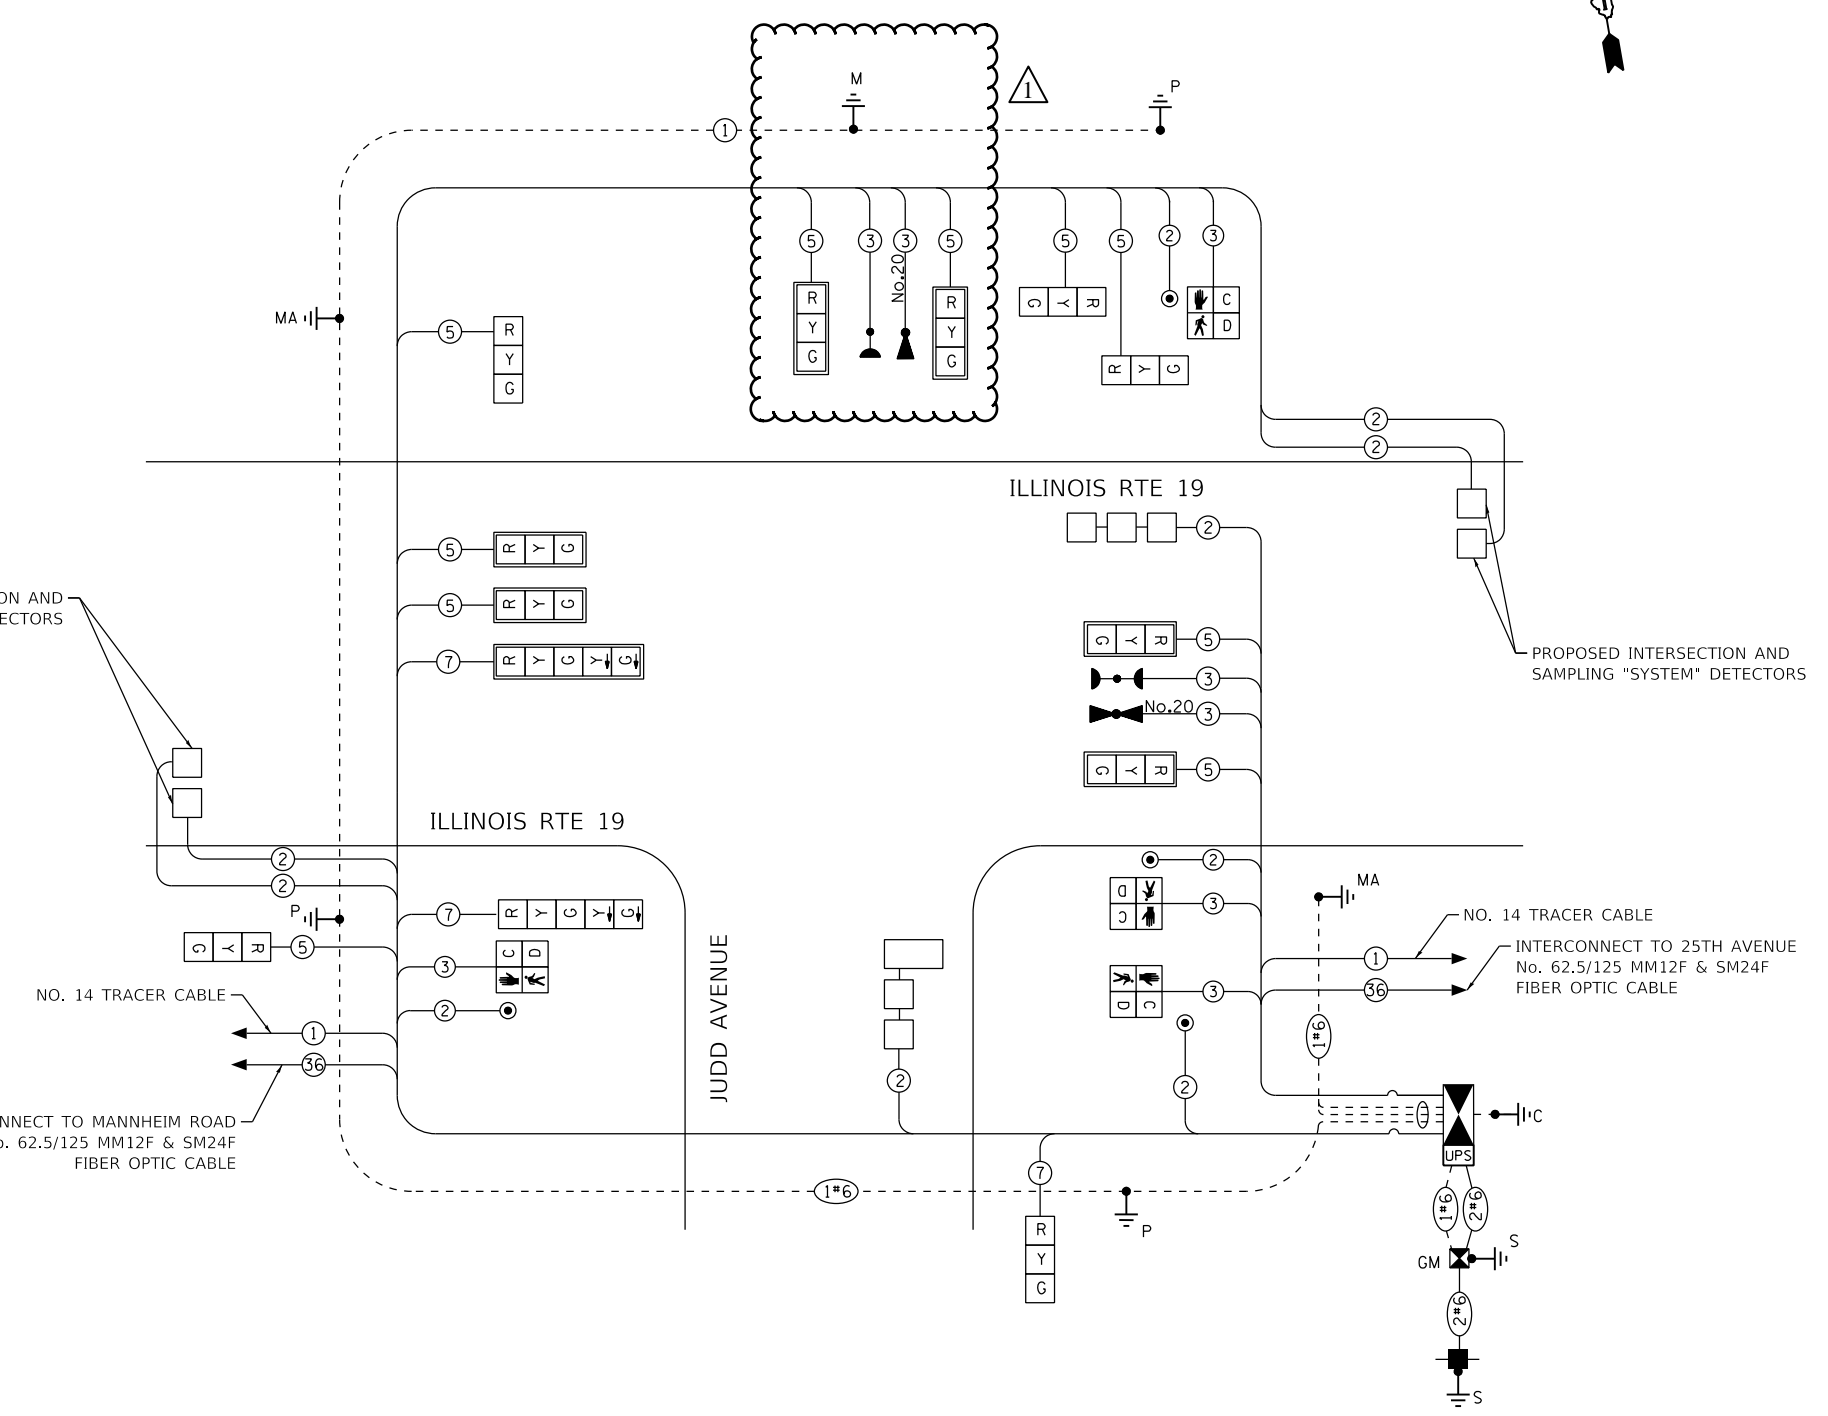 M
P
1
1
5
3
3
5
No.20
R
Y
G
R
Y
G
5
5
2
3
R Y G
R Y G
C
D
MA
5
R
Y
G
2
2
ILLINOIS RTE 19
2
5
R Y G
5
R Y G
7
R Y G Y G
ON AND
ECTORS
R Y G
5
3
No.20
3
R Y G
5
PROPOSED INTERSECTION AND
SAMPLING "SYSTEM" DETECTORS
ILLINOIS RTE 19
2
2
P
7
R Y G Y G
R Y G
5
3
C D
2
NO. 14 TRACER CABLE
1
36
NNECT TO MANNHEIM ROAD
o. 62.5/125 MM12F & SM24F
FIBER OPTIC CABLE
JUDD AVENUE
2
2
D
C
3
D
C
3
2
MA
NO. 14 TRACER CABLE
1
INTERCONNECT TO 25TH AVENUE
No. 62.5/125 MM12F & SM24F
FIBER OPTIC CABLE
36
1#6
C
UPS
7
R
Y
G
1#6
P
1#6
2#6
GM
S
2#6
S